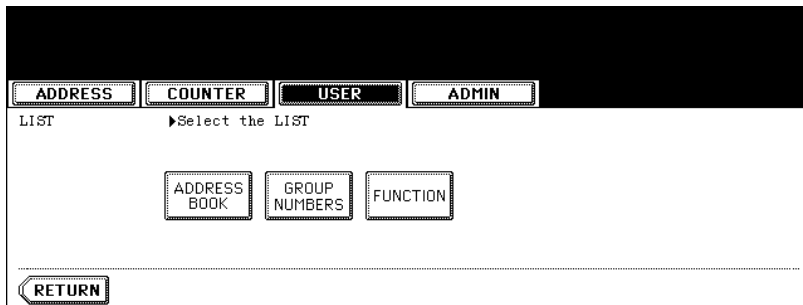 ADDRESS COUNTER USER ADMIN
LIST ▶Select the LIST
ADDRESS BOOK GROUP NUMBERS FUNCTION
RETURN